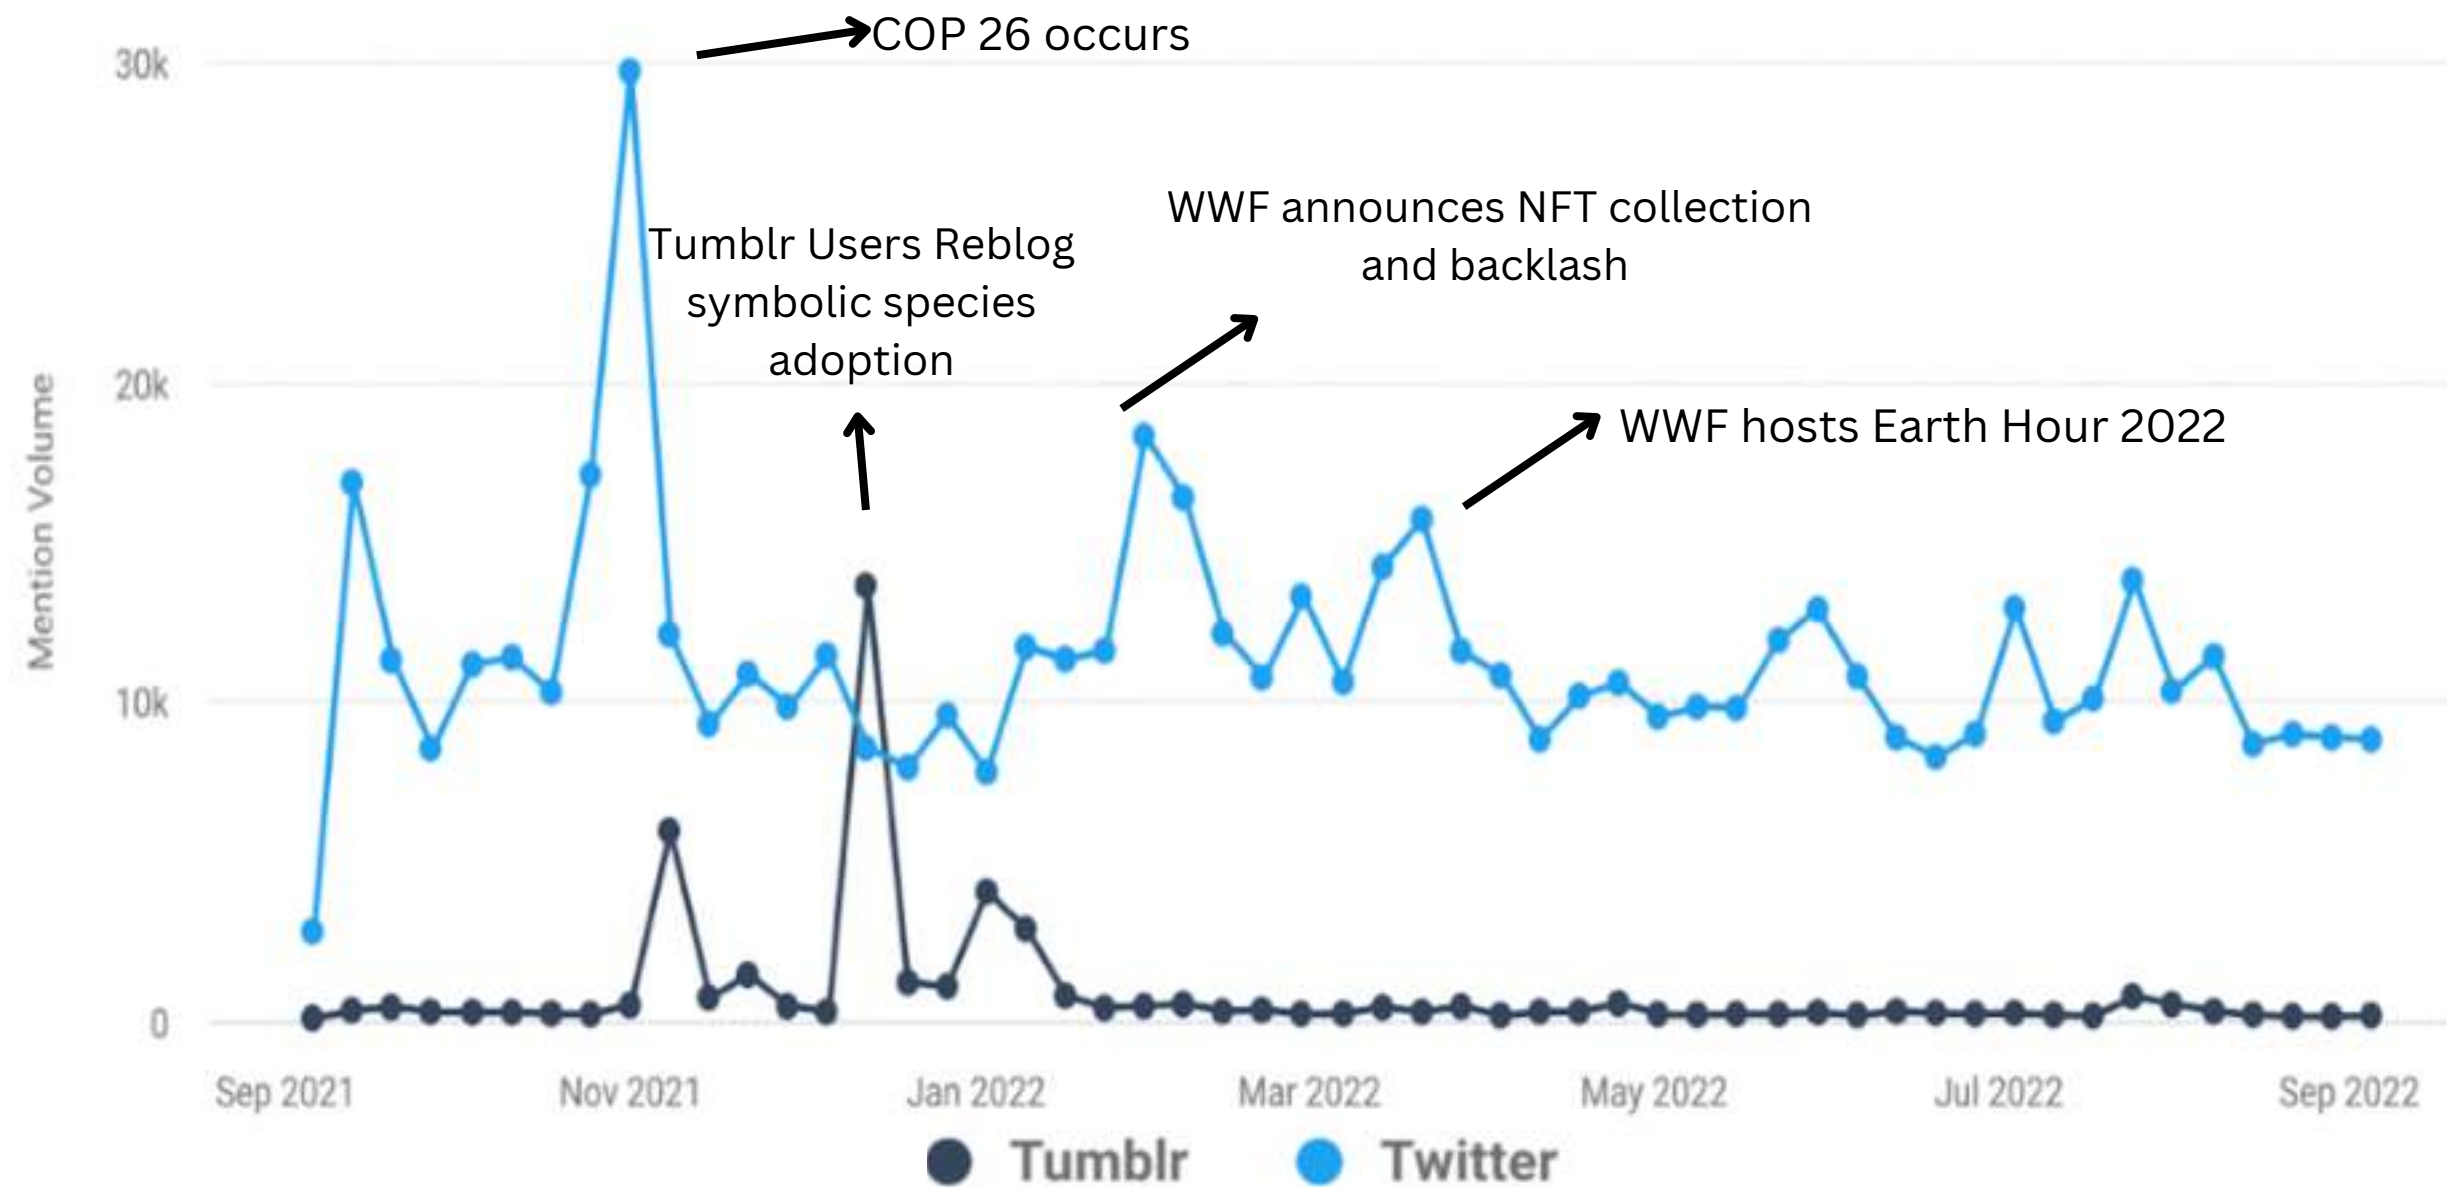 COP 26 occurs
30k
WWF announces NFT collection
and backlash
Tumblr Users Reblog
symbolic species
adoption
20k
WWF hosts Earth Hour 2022
Mention Volume
10k
0
Sep 2021
Nov 2021
Jan 2022
Mar 2022
May 2022
Jul 2022
Sep 2022
Tumblr
Twitter